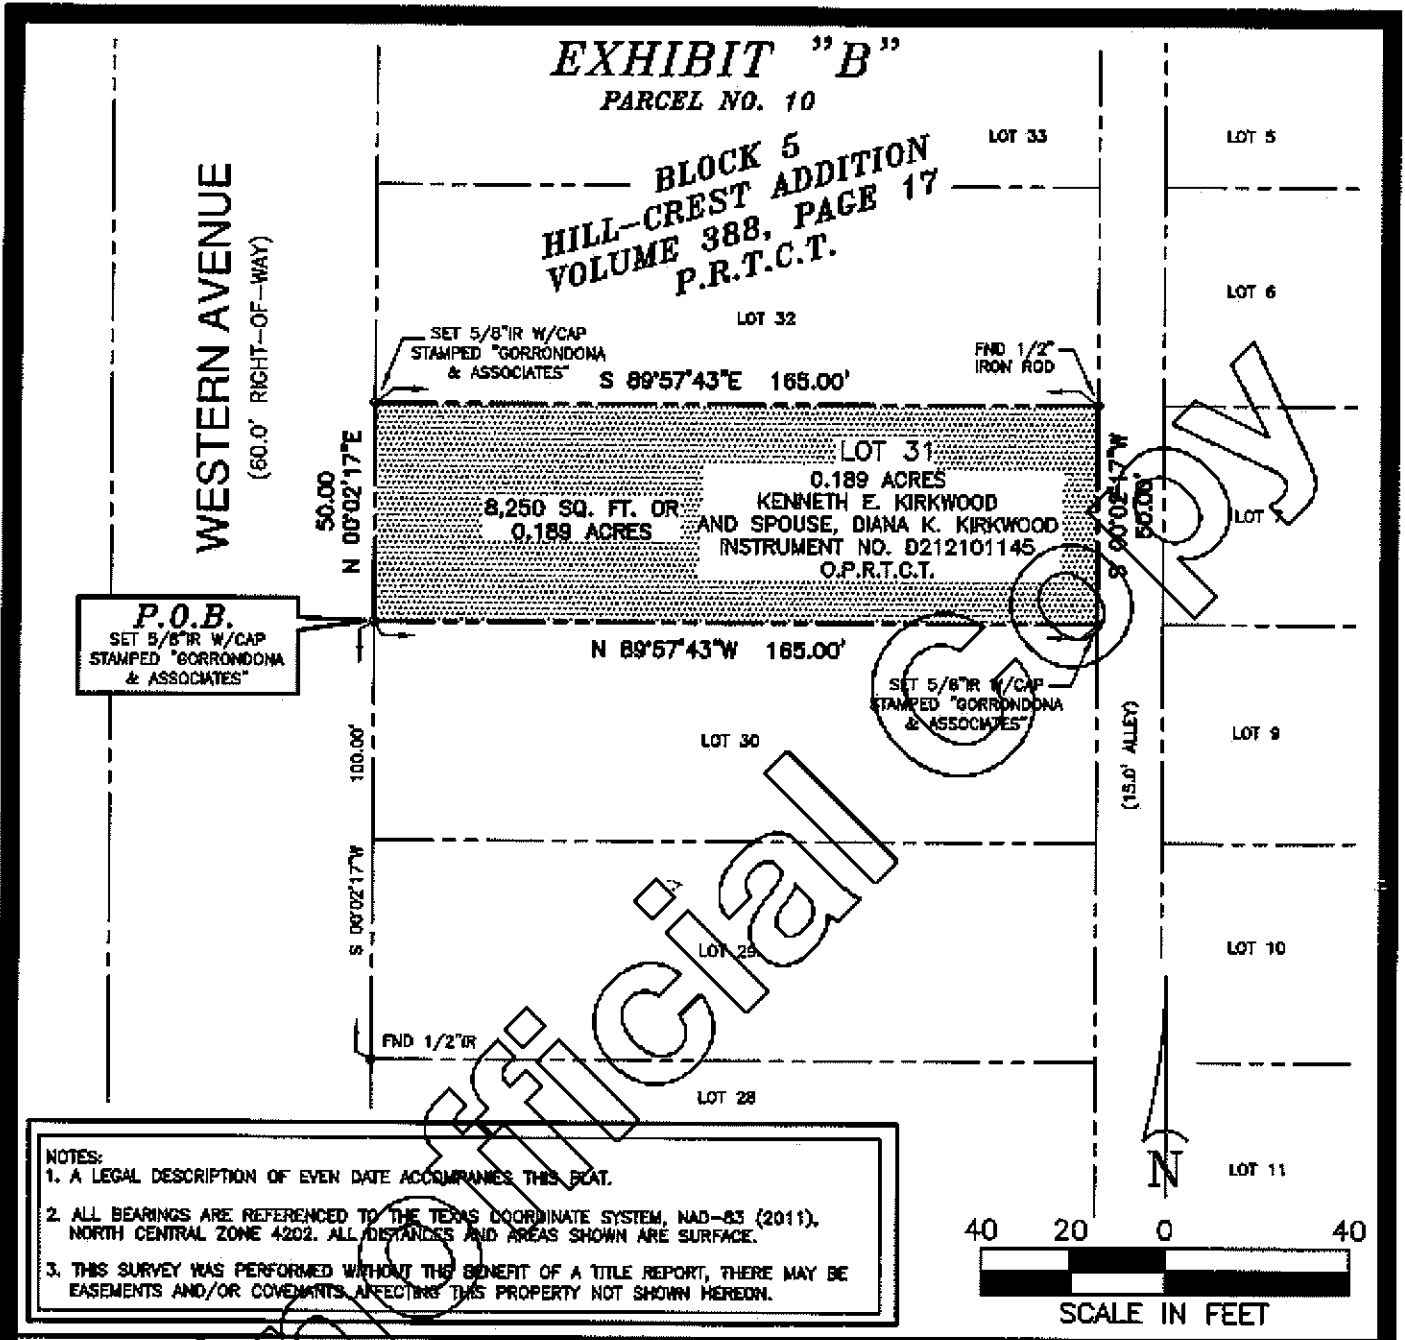 EXHIBIT "B"
PARCEL NO. 10
BLOCK 5
HILL-CREST ADDITION
VOLUME 388, PAGE 17
P.R.T.C.T.
LOT 33
LOT 5
LOT 6
LOT 32
WESTERN AVENUE
(60.0' RIGHT-OF-WAY)
SET 5/8"IR W/CAP
STAMPED "GORRONDONA
& ASSOCIATES"
S 89°57'43"E 165.00'
FND 1/2"
IRON ROD
50.00
N 00°02'17"E
8,250 SQ. FT. OR
0.189 ACRES
LOT 31
0.189 ACRES
KENNETH E. KIRKWOOD
AND SPOUSE, DIANA K. KIRKWOOD
INSTRUMENT NO. D212101145
O.P.R.T.C.T.
S 00°02'17"W
50.00'
LOT 7
P.O.B.
SET 5/8"IR W/CAP
STAMPED "GORRONDONA
& ASSOCIATES"
N 89°57'43"W 165.00'
SET 5/8"IR W/CAP
STAMPED "GORRONDONA
& ASSOCIATES"
LOT 30
(15.0' ALLEY)
LOT 9
100.00'
S 00°02'17"W
LOT 29
LOT 10
FND 1/2"IR
LOT 28
LOT 11
N
NOTES:
1. A LEGAL DESCRIPTION OF EVEN DATE ACCOMPANIES THIS PLAT.
2. ALL BEARINGS ARE REFERENCED TO THE TEXAS COORDINATE SYSTEM, NAD-83 (2011),
NORTH CENTRAL ZONE 4202. ALL DISTANCES AND AREAS SHOWN ARE SURFACE.
3. THIS SURVEY WAS PERFORMED WITHOUT THE BENEFIT OF A TITLE REPORT, THERE MAY BE
EASEMENTS AND/OR COVENANTS AFFECTING THIS PROPERTY NOT SHOWN HEREON.
40 20 0 40
SCALE IN FEET
official Copy